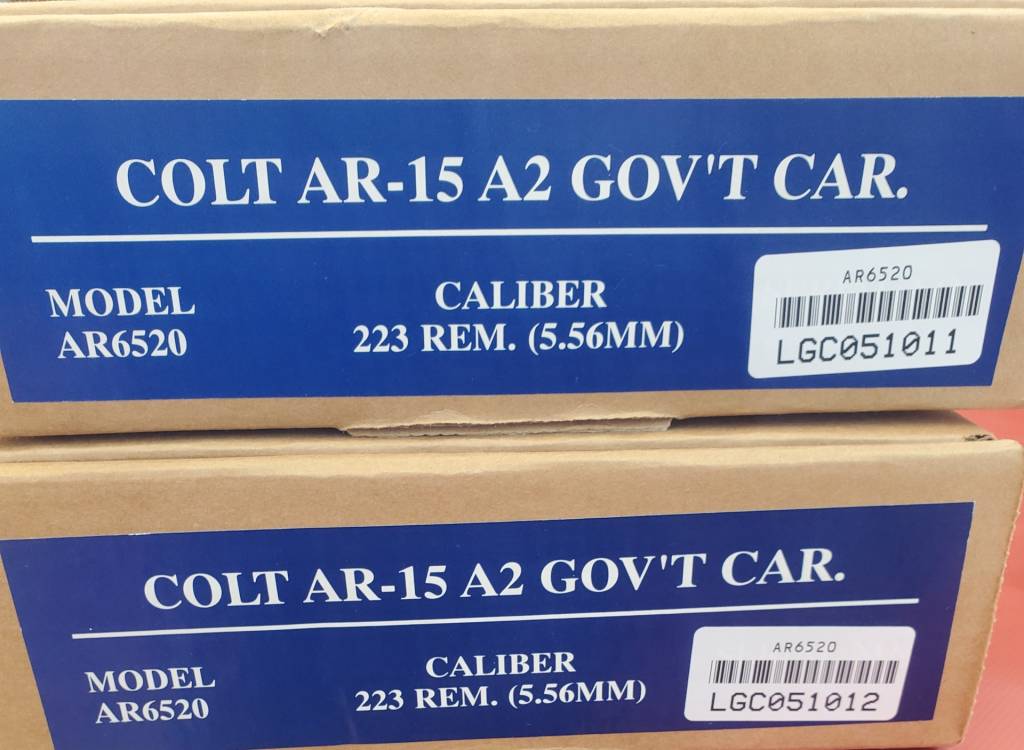 COLT AR-15 A2 GOV'T CAR.
MODEL
AR6520
CALIBER
223 REM. (5.56MM)
AR6520
LGC051011
COLT AR-15 A2 GOV'T CAR.
MODEL
AR6520
CALIBER
223 REM. (5.56MM)
AR6520
LGC051012